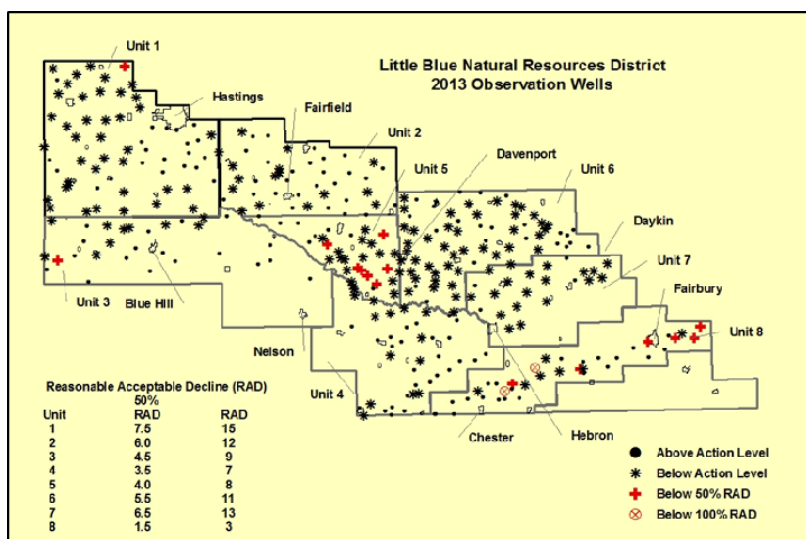 Little Blue Natural Resources District
2013 Observation Wells
Unit 1
Hastings
Fairfield
Unit 2
Davenport
Unit 5
Unit 6
Daykin
Unit 7
Fairbury
Unit 3
Blue Hill
Nelson
Unit 8
Unit 4
Chester
Hebron
Reasonable Acceptable Decline (RAD)
50%
Unit RAD RAD
1 7.5 15
2 6.0 12
3 4.5 9
4 3.5 7
5 4.0 8
6 5.5 11
7 6.5 13
8 1.5 3
Above Action Level
Below Action Level
Below 50% RAD
Below 100% RAD